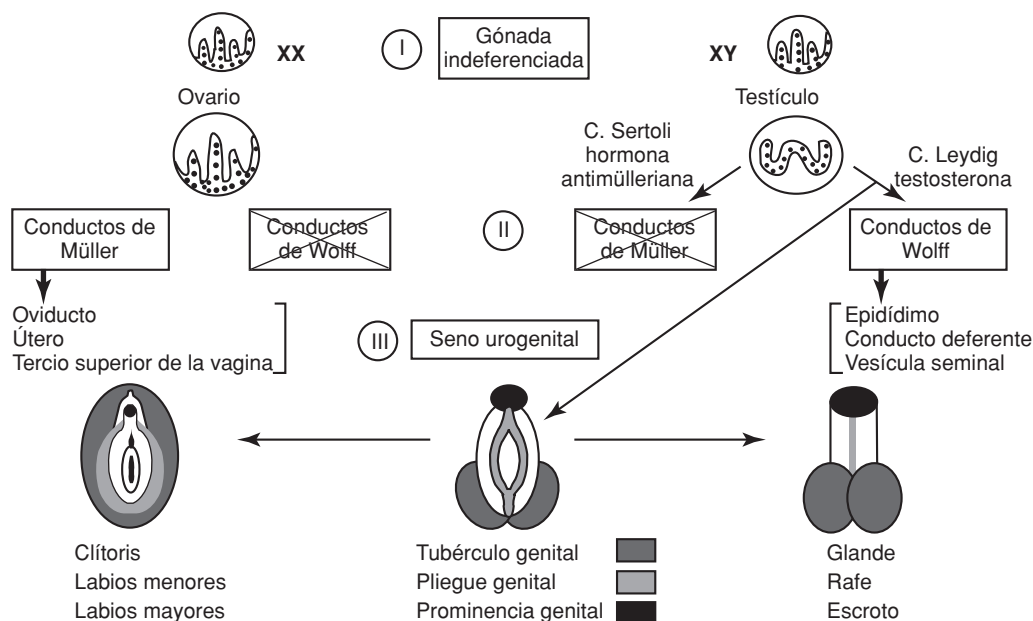 XX
I
Gónada
indeferenciada
XY
Ovario
Testículo
C. Sertoli
hormona
antimülleriana
C. Leydig
testosterona
Conductos de
Müller
Conductos
de Wolff
II
Conductos
de Müller
Conductos de
Wolff
Oviducto
Útero
Tercio superior de la vagina
III
Seno urogenital
Epidídimo
Conducto deferente
Vesícula seminal
Clítoris
Labios menores
Labios mayores
Tubérculo genital
Pliegue genital
Prominencia genital
Glande
Rafe
Escroto